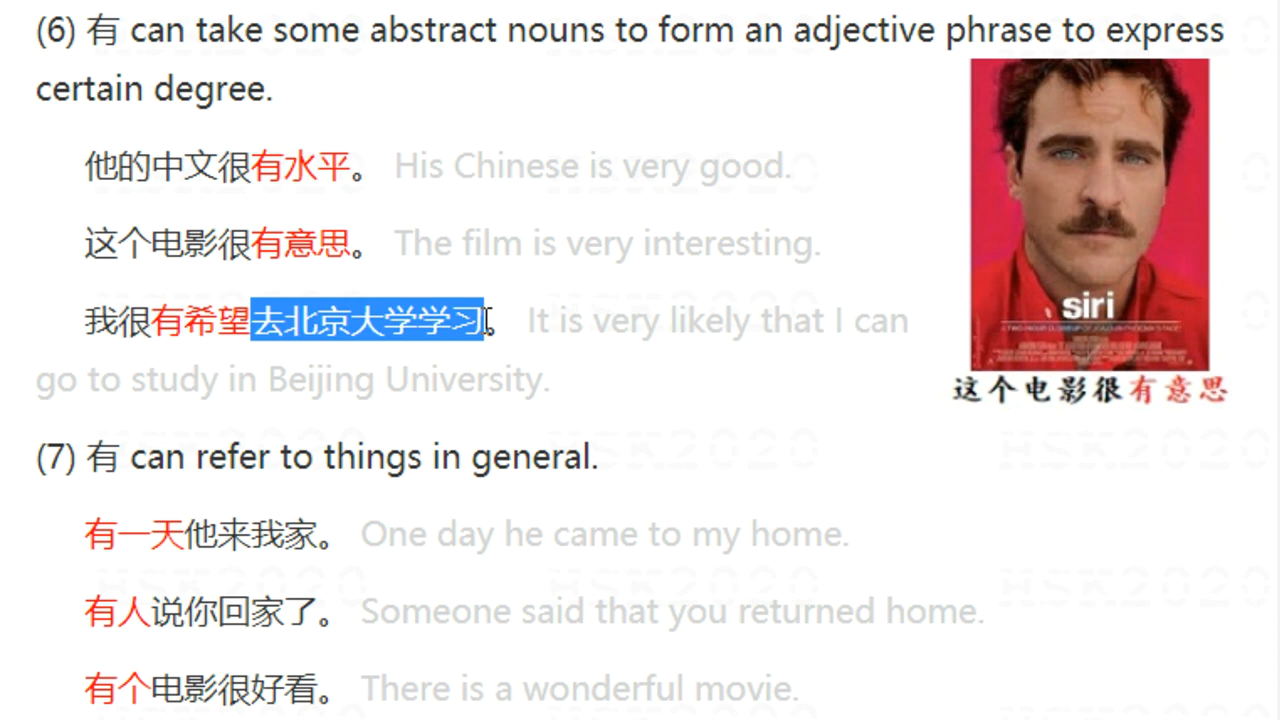 (6) 有 can take some abstract nouns to form an adjective phrase to express
certain degree.
他的中文很有水平。 His Chinese is very good.
这个电影很有意思。 The film is very interesting.
我很有希望去北京大学学习。 It is very likely that I can
go to study in Beijing University.
siri
这个电影很有意思
(7) 有 can refer to things in general.
有一天他来我家。 One day he came to my home.
有人说你回家了。 Someone said that you returned home.
有个电影很好看。 There is a wonderful movie.
HSK2020
HSK2020
HSK2020
HSK2020